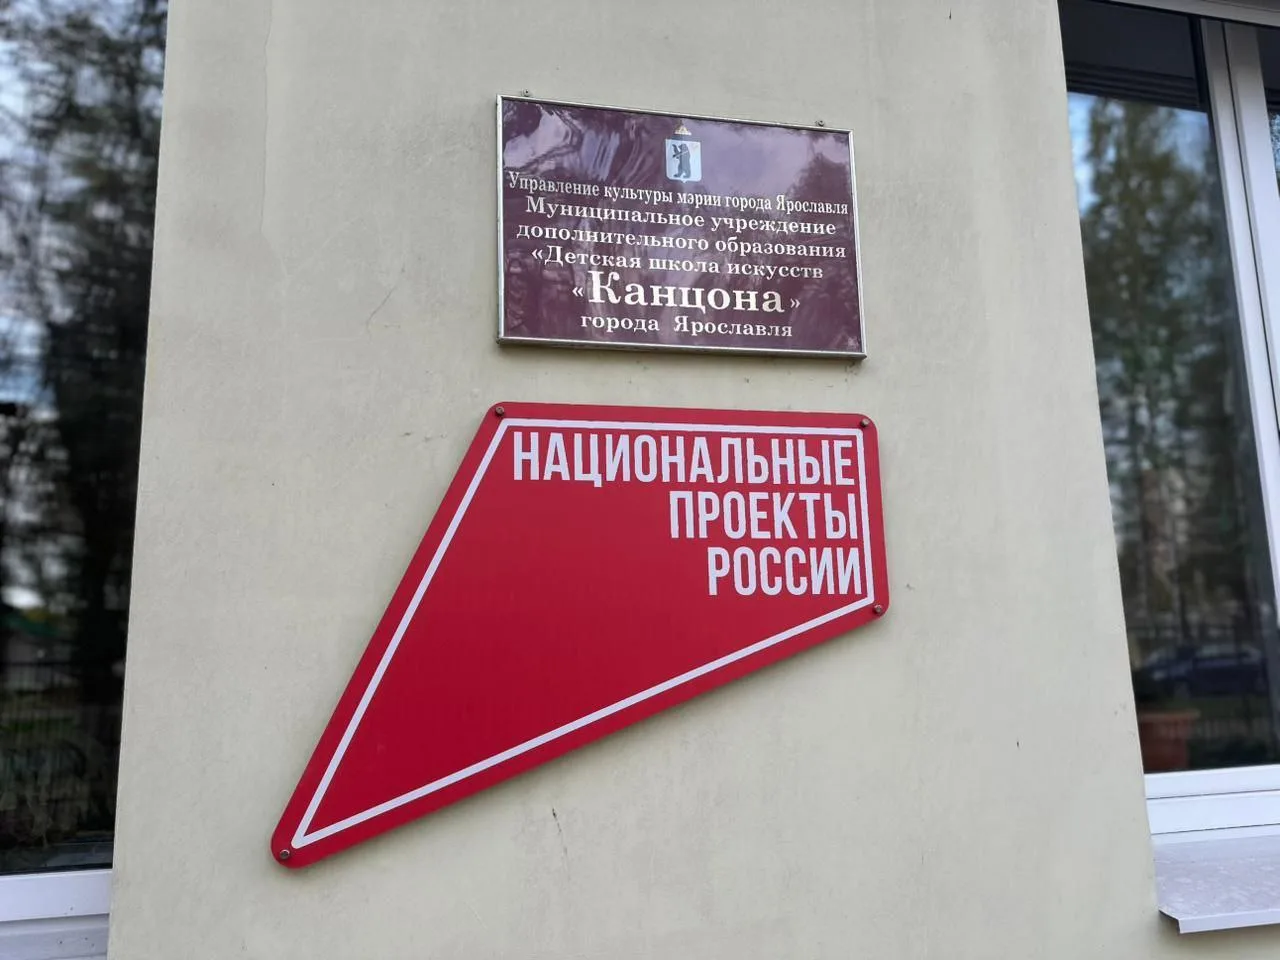 Управление культуры мэрии города Ярославля
Муниципальное учреждение
дополнительного образования
«Детская школа искусств
«Канцона»
города Ярославля
НАЦИОНАЛЬНЫЕ
ПРОЕКТЫ
РОССИИ